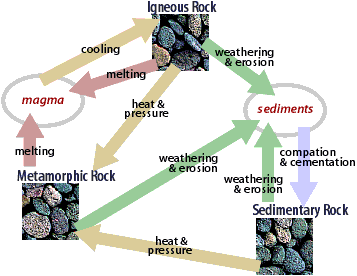 Igneous Rock
cooling
weathering
& erosion
melting
magma
heat &
pressure
sediments
melting
weathering
& erosion
compation
& cementation
weathering
& erosion
Metamorphic Rock
Sedimentary Rock
heat &
pressure